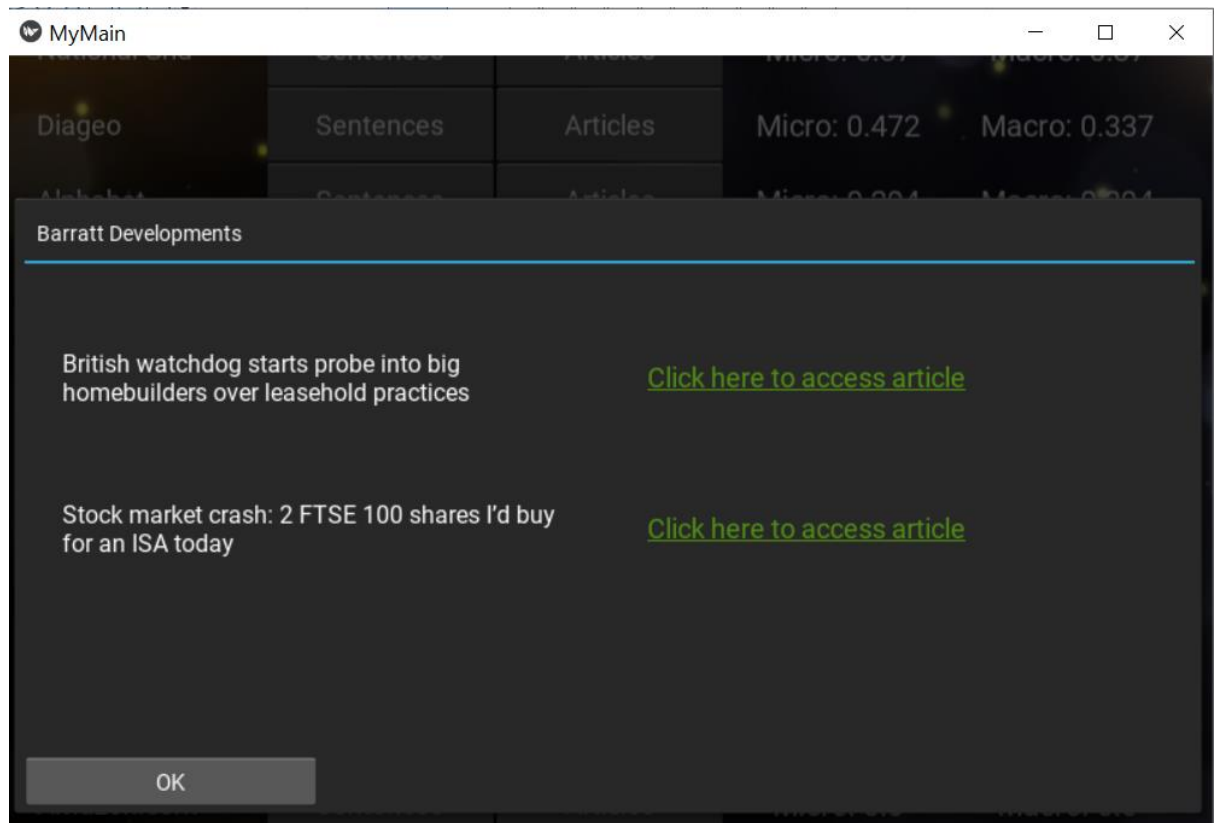 MyMain
Diageo Sentences Articles Micro: 0.472 Macro: 0.337
Barratt Developments
British watchdog starts probe into big
homebuilders over leasehold practices
Click here to access article
Stock market crash: 2 FTSE 100 shares I’d buy
for an ISA today
Click here to access article
OK